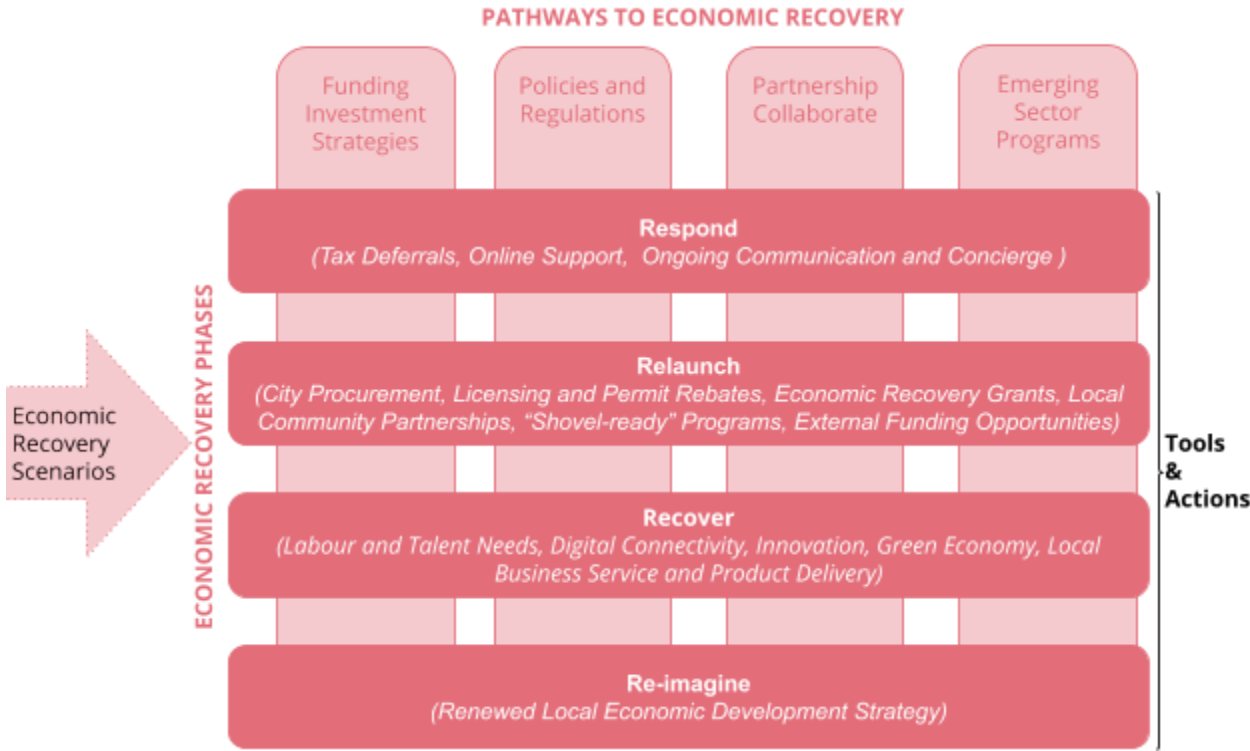 PATHWAYS TO ECONOMIC RECOVERY
Funding
Investment
Strategies
Policies and
Regulations
Partnership
Collaborate
Emerging
Sector
Programs
ECONOMIC RECOVERY PHASES
Economic
Recovery
Scenarios
Respond
(Tax Deferrals, Online Support,  Ongoing Communication and Concierge )
Relaunch
(City Procurement, Licensing and Permit Rebates, Economic Recovery Grants, Local
Community Partnerships, “Shovel-ready” Programs, External Funding Opportunities)
Recover
(Labour and Talent Needs, Digital Connectivity, Innovation, Green Economy, Local
Business Service and Product Delivery)
Re-imagine
(Renewed Local Economic Development Strategy)
Tools
&
Actions